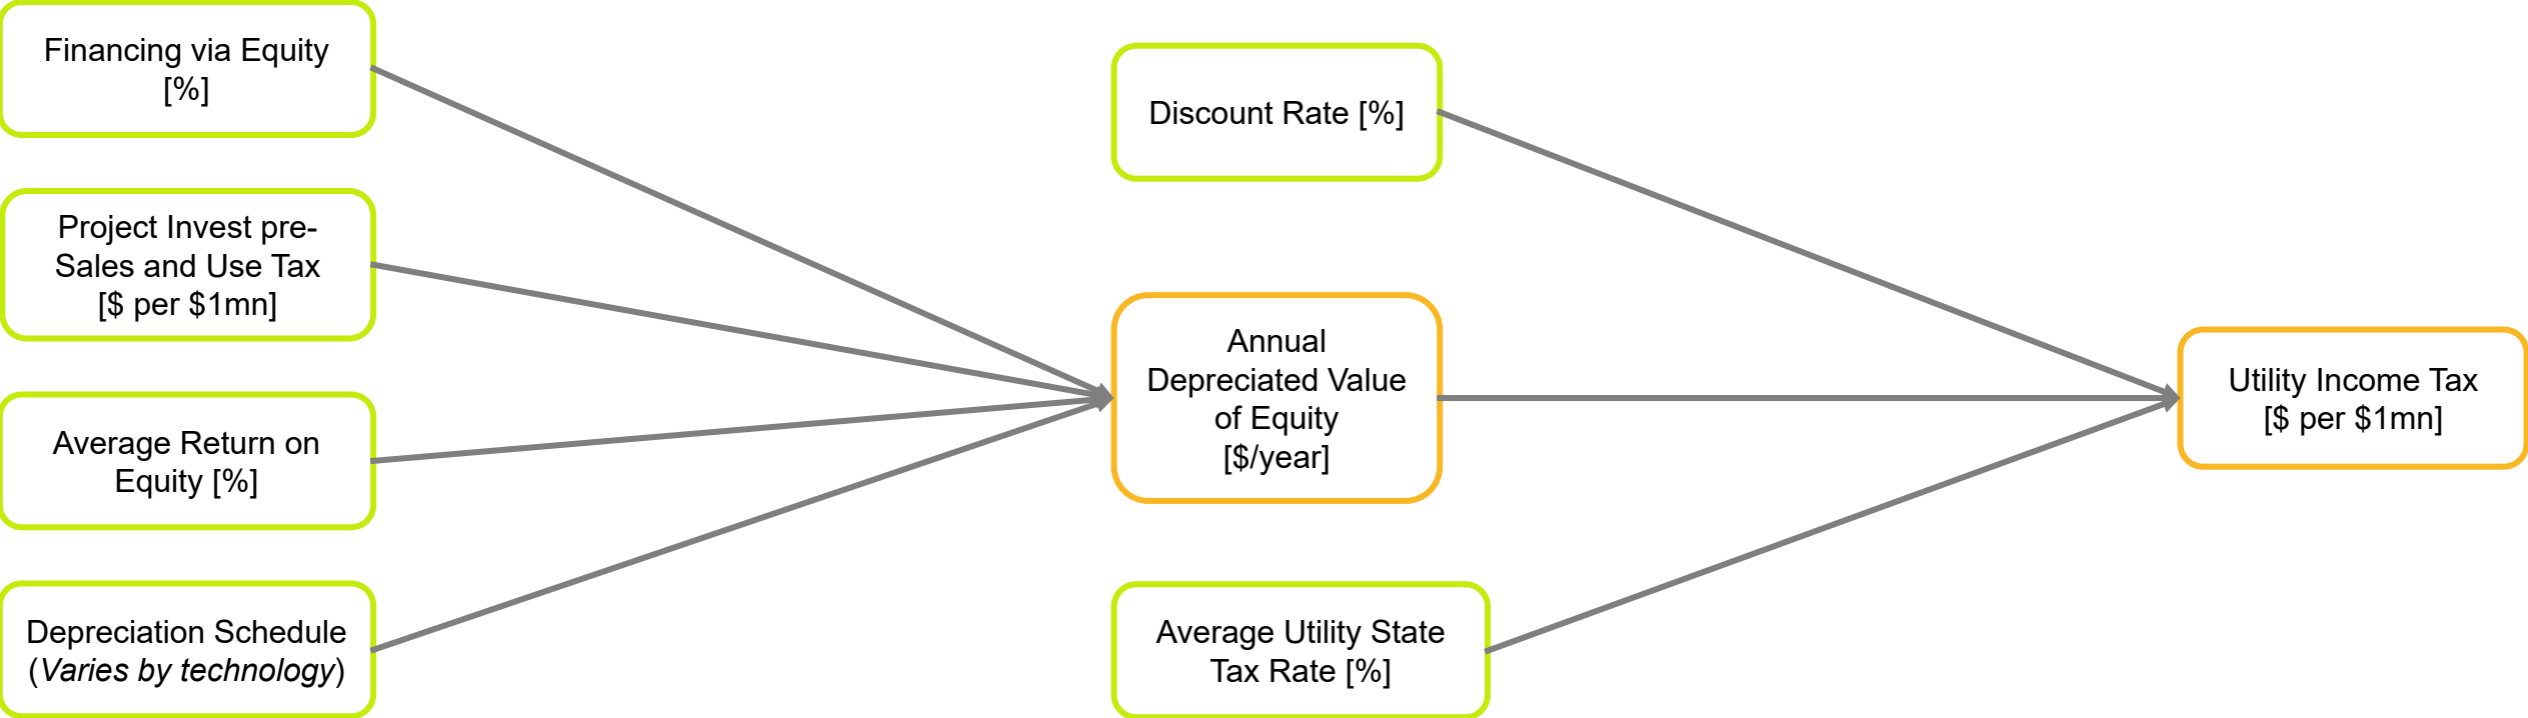 Financing via Equity
[%]
Project Invest pre-
Sales and Use Tax
[$ per $1mn]
Average Return on
Equity [%]
Depreciation Schedule
(Varies by technology)
Discount Rate [%]
Annual
Depreciated Value
of Equity
[$/year]
Average Utility State
Tax Rate [%]
Utility Income Tax
[$ per $1mn]